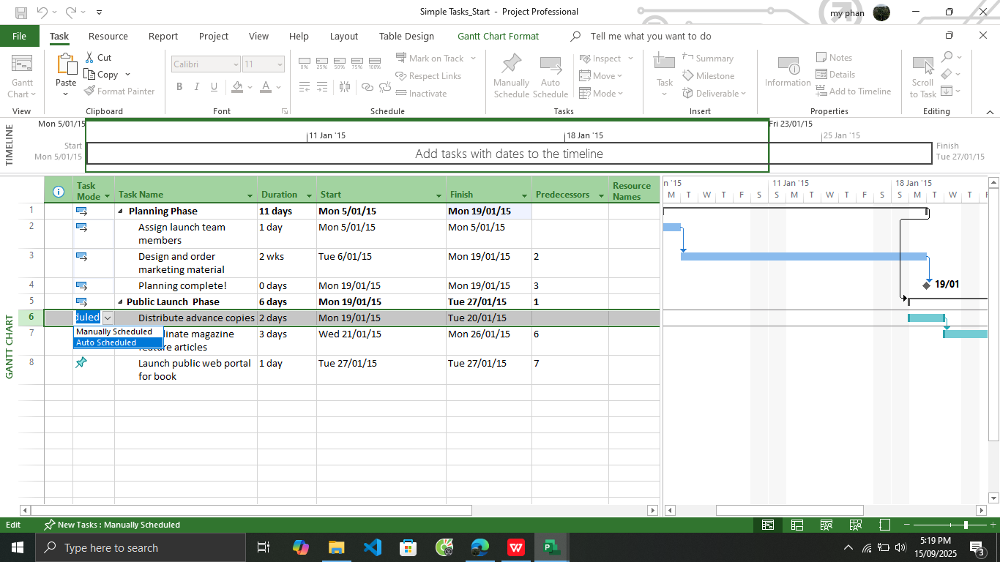 Simple Tasks_Start - Project Professional
my phan
File Task Resource Report Project View Help Layout Table Design Gantt Chart Format Tell me what you want to do
Gantt Chart
View
Paste
Cut
Copy
Format Painter
Clipboard
Calibri 11
B I U A
Font
0% 25% 50% 75% 100%
Mark on Track
Respect Links
Inactivate
Schedule
Manually Schedule
Auto Schedule
Inspect
Move
Mode
Tasks
Task
Summary
Milestone
Deliverable
Insert
Information
Notes
Details
Add to Timeline
Properties
Scroll to Task
Editing
TIMELINE
Mon 5/01/15 Fri 23/01/15
11 Jan '15 18 Jan '15 25 Jan '15
Start
Mon 5/01/15
Add tasks with dates to the timeline
Finish
Tue 27/01/15
GANTT CHART
Task Mode Task Name Duration Start Finish Predecessors Resource Names
n '15 11 Jan '15 18 Jan '15
M T W T F S S M T W T F S S M T W T F
1 Planning Phase 11 days Mon 5/01/15 Mon 19/01/15
2 Assign launch team members 1 day Mon 5/01/15 Mon 5/01/15
3 Design and order marketing material 2 wks Tue 6/01/15 Mon 19/01/15 2
4 Planning complete! 0 days Mon 19/01/15 Mon 19/01/15 3
19/01
5 Public Launch Phase 6 days Mon 19/01/15 Tue 27/01/15 1
6 duled Distribute advance copies 2 days Mon 19/01/15 Tue 20/01/15
Manually Scheduled
Auto Scheduled
7 dinate magazine feature articles 3 days Wed 21/01/15 Mon 26/01/15 6
8 Launch public web portal for book 1 day Tue 27/01/15 Tue 27/01/15 7
Edit New Tasks : Manually Scheduled
Type here to search
5:19 PM
15/09/2025
3